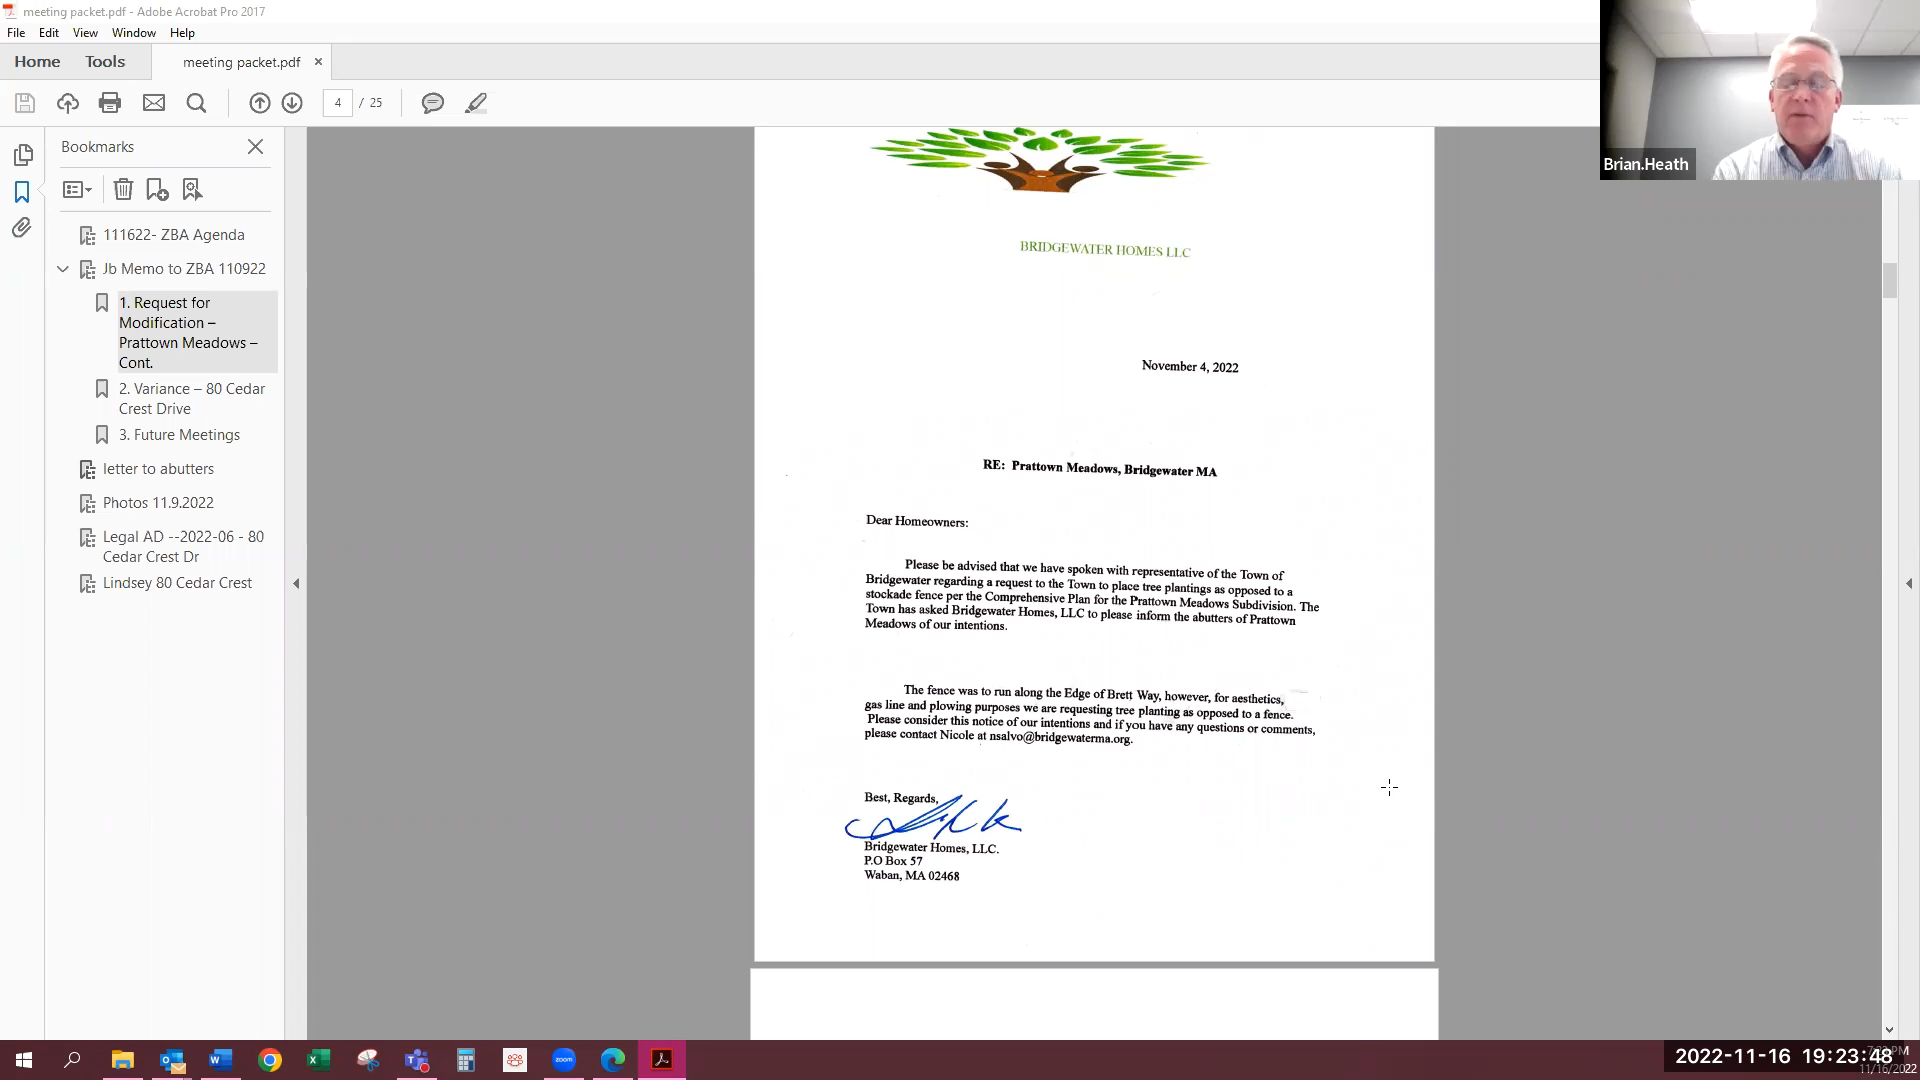 meeting packet.pdf - Adobe Acrobat Pro 2017
File Edit View Window Help
Home Tools meeting packet.pdf ×
4 / 25
Brian.Heath
Bookmarks
111622- ZBA Agenda
Jb Memo to ZBA 110922
1. Request for
Modification –
Prattown Meadows –
Cont.
2. Variance – 80 Cedar
Crest Drive
3. Future Meetings
letter to abutters
Photos 11.9.2022
Legal AD --2022-06 - 80
Cedar Crest Dr
Lindsey 80 Cedar Crest
BRIDGEWATER HOMES LLC
November 4, 2022
RE: Prattown Meadows, Bridgewater MA
Dear Homeowners:
Please be advised that we have spoken with representative of the Town of
Bridgewater regarding a request to the Town to place tree plantings as opposed to a
stockade fence per the Comprehensive Plan for the Prattown Meadows Subdivision. The
Town has asked Bridgewater Homes, LLC to please inform the abutters of Prattown
Meadows of our intentions.
The fence was to run along the Edge of Brett Way, however, for aesthetics,
gas line and plowing purposes we are requesting tree planting as opposed to a fence.
Please consider this notice of our intentions and if you have any questions or comments,
please contact Nicole at nsalvo@bridgewaterma.org.
Best, Regards,
Bridgewater Homes, LLC.
P.O Box 57
Waban, MA 02468
zoom
2022-11-16 19:23:48
11/16/2022